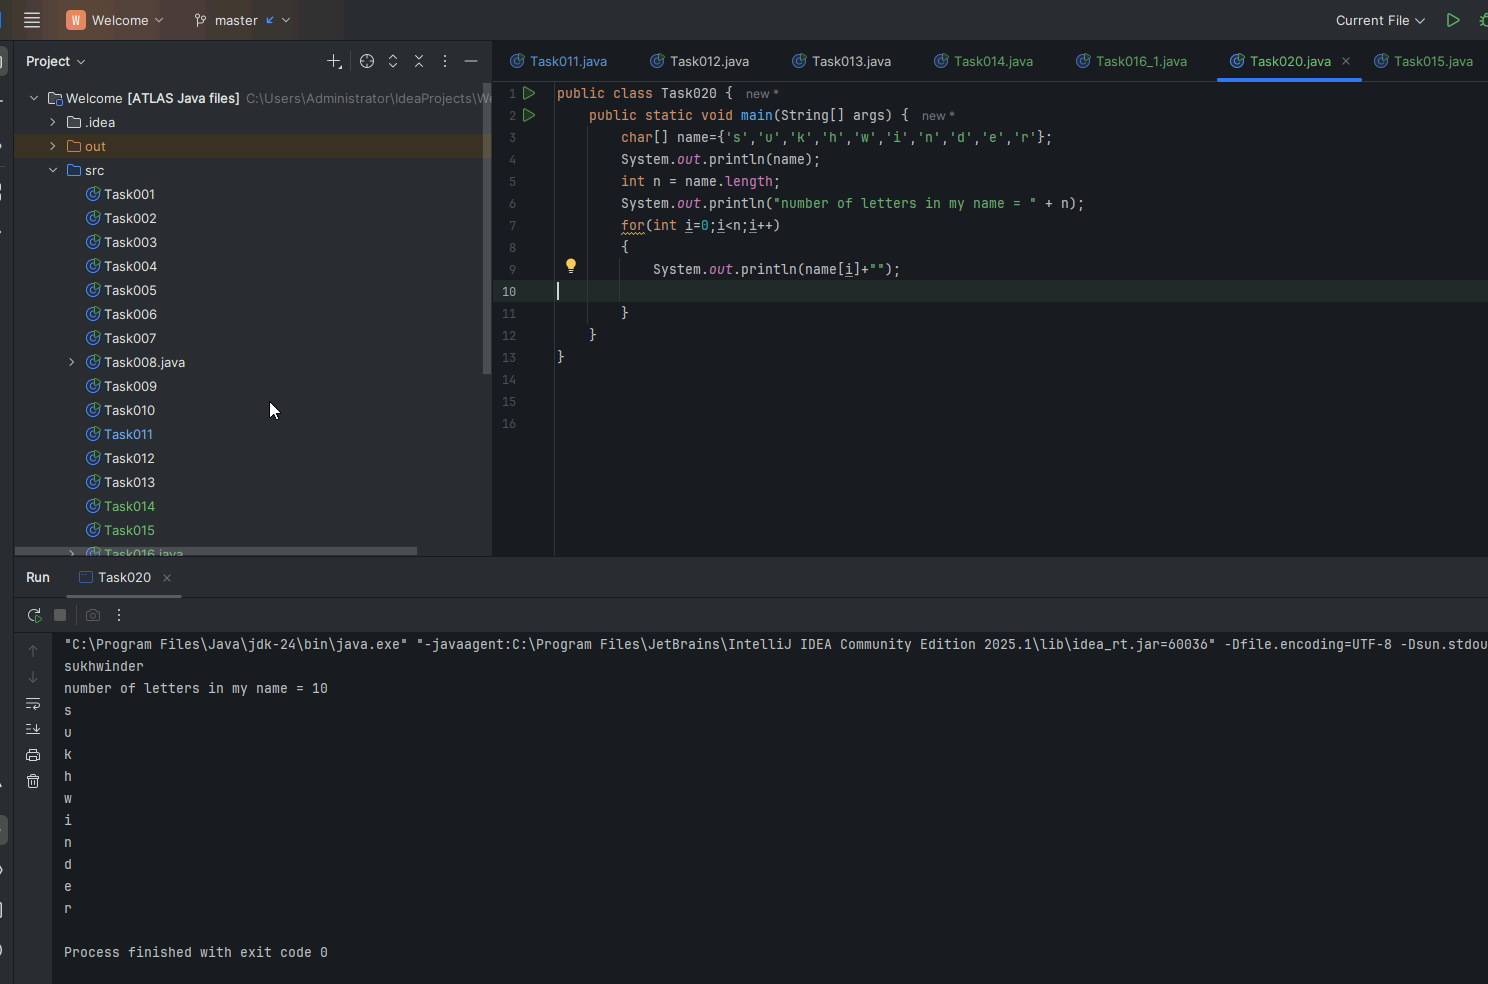 W Welcome master Current File
Project
Task011.java Task012.java Task013.java Task014.java Task016_1.java Task020.java Task015.java
Welcome [ATLAS Java files] C:\Users\Administrator\IdeaProjects\We
.idea
out
src
Task001
Task002
Task003
Task004
Task005
Task006
Task007
Task008.java
Task009
Task010
Task011
Task012
Task013
Task014
Task015
Task016.java
1 public class Task020 { new *
2 public static void main(String[] args) { new *
3 char[] name={'s','u','k','h','w','i','n','d','e','r'};
4 System.out.println(name);
5 int n = name.length;
6 System.out.println("number of letters in my name = " + n);
7 for(int i=0;i<n;i++)
8 {
9 System.out.println(name[i]+"");
10
11 }
12 }
13 }
14
15
16
Run Task020
"C:\Program Files\Java\jdk-24\bin\java.exe" "-javaagent:C:\Program Files\JetBrains\IntelliJ IDEA Community Edition 2025.1\lib\idea_rt.jar=60036" -Dfile.encoding=UTF-8 -Dsun.stdou
sukhwinder
number of letters in my name = 10
s
u
k
h
w
i
n
d
e
r
Process finished with exit code 0